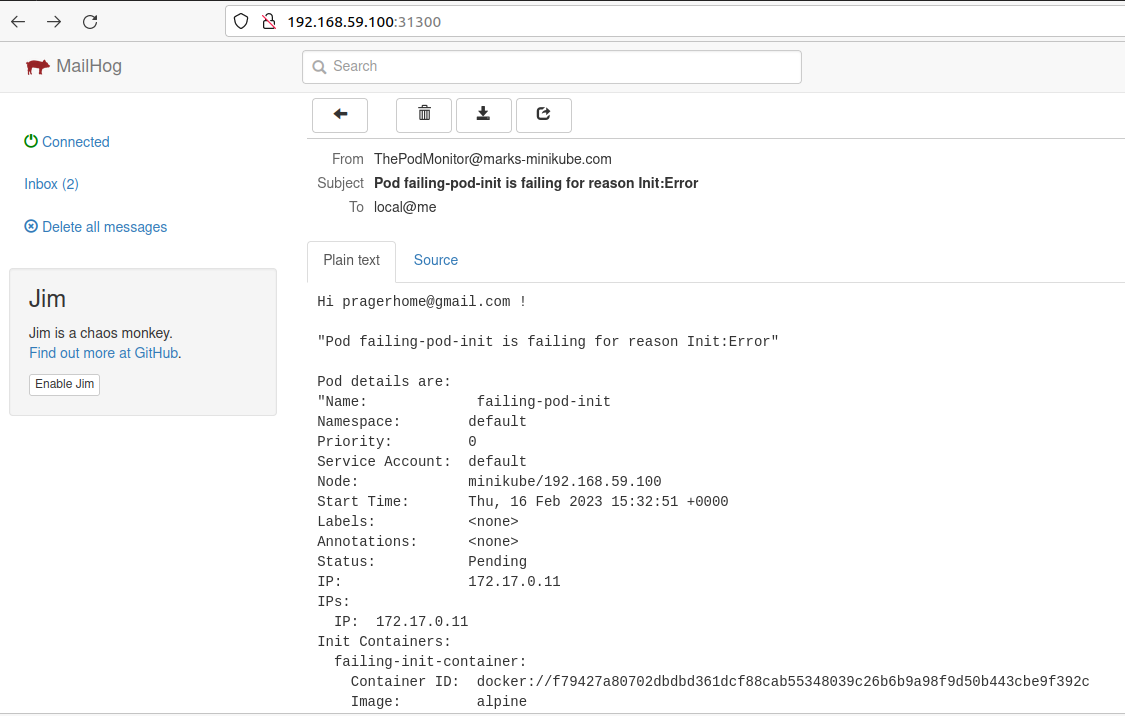 192.168.59.100:31300
MailHog
Search
Connected
Inbox (2)
Delete all messages
Jim
Jim is a chaos monkey.
Find out more at GitHub.
Enable Jim
From ThePodMonitor@marks-minikube.com
Subject Pod failing-pod-init is failing for reason Init:Error
To local@me
Plain text Source
Hi pragerhome@gmail.com !
"Pod failing-pod-init is failing for reason Init:Error"
Pod details are:
"Name: failing-pod-init
Namespace: default
Priority: 0
Service Account: default
Node: minikube/192.168.59.100
Start Time: Thu, 16 Feb 2023 15:32:51 +0000
Labels: <none>
Annotations: <none>
Status: Pending
IP: 172.17.0.11
IPs:
IP: 172.17.0.11
Init Containers:
failing-init-container:
Container ID: docker://f79427a80702dbdbd361dcf88cab55348039c26b6b9a98f9d50b443cbe9f392c
Image: alpine